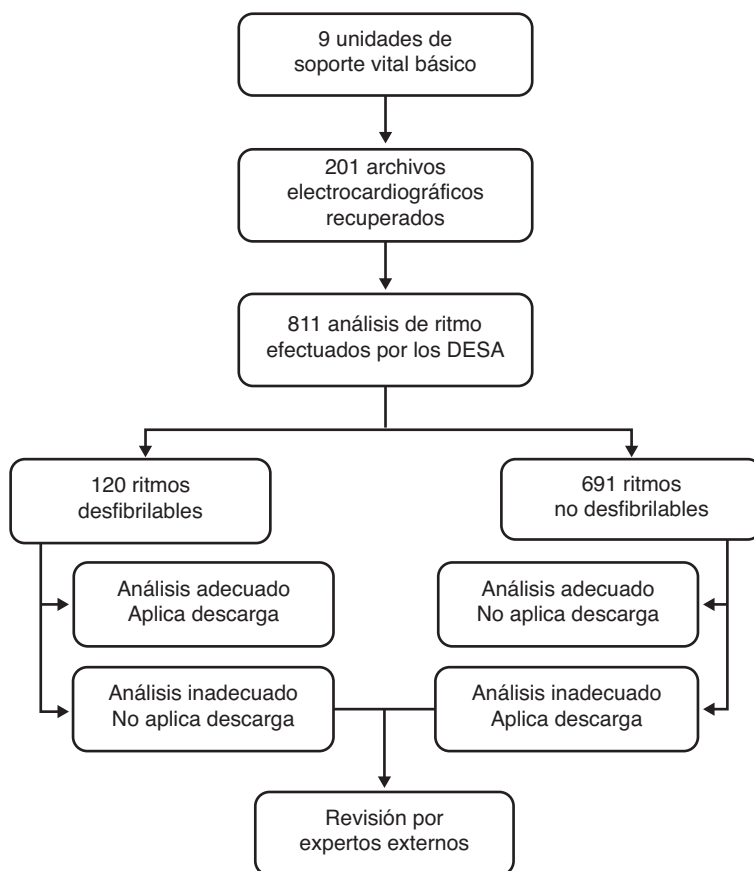 9 unidades de
soporte vital básico
201 archivos
electrocardiográficos
recuperados
811 análisis de ritmo
efectuados por los DESA
120 ritmos
desfibrilables
691 ritmos
no desfibrilables
Análisis adecuado
Aplica descarga
Análisis adecuado
No aplica descarga
Análisis inadecuado
No aplica descarga
Análisis inadecuado
Aplica descarga
Revisión por
expertos externos